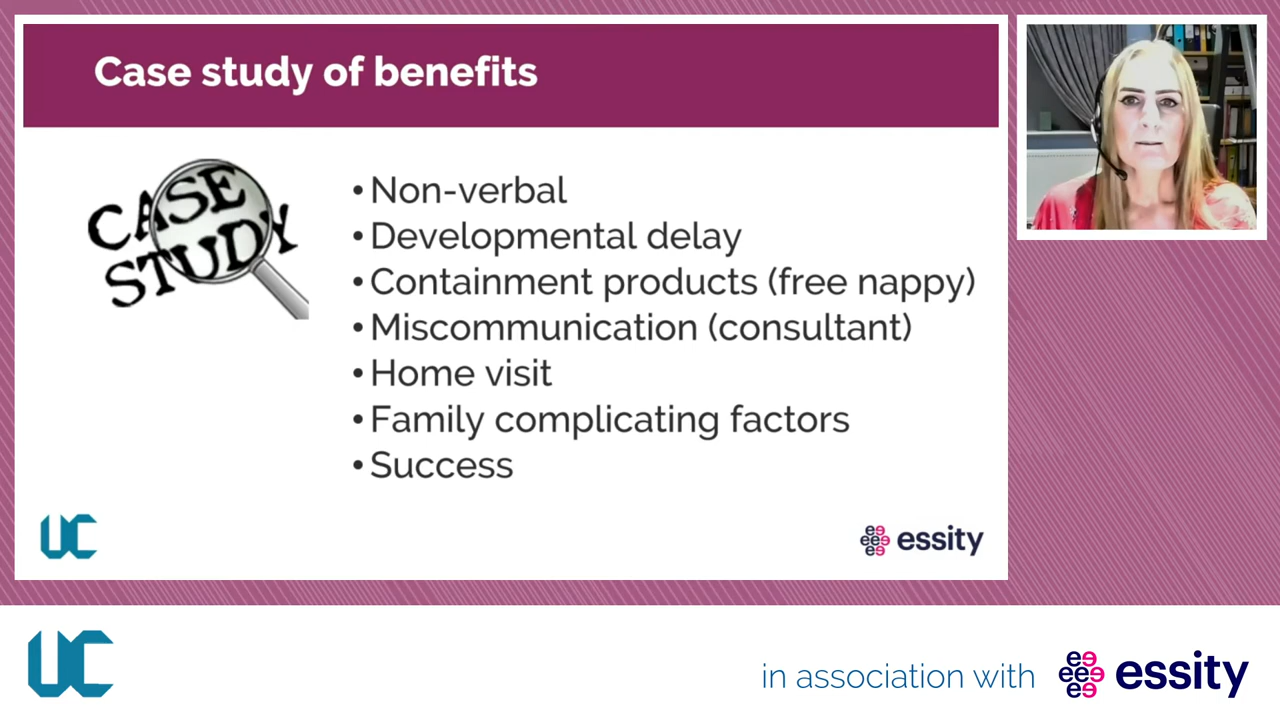 Case study of benefits
CASE
STUDY
• Non-verbal
• Developmental delay
• Containment products (free nappy)
• Miscommunication (consultant)
• Home visit
• Family complicating factors
• Success
UC
essity
UC
in association with essity